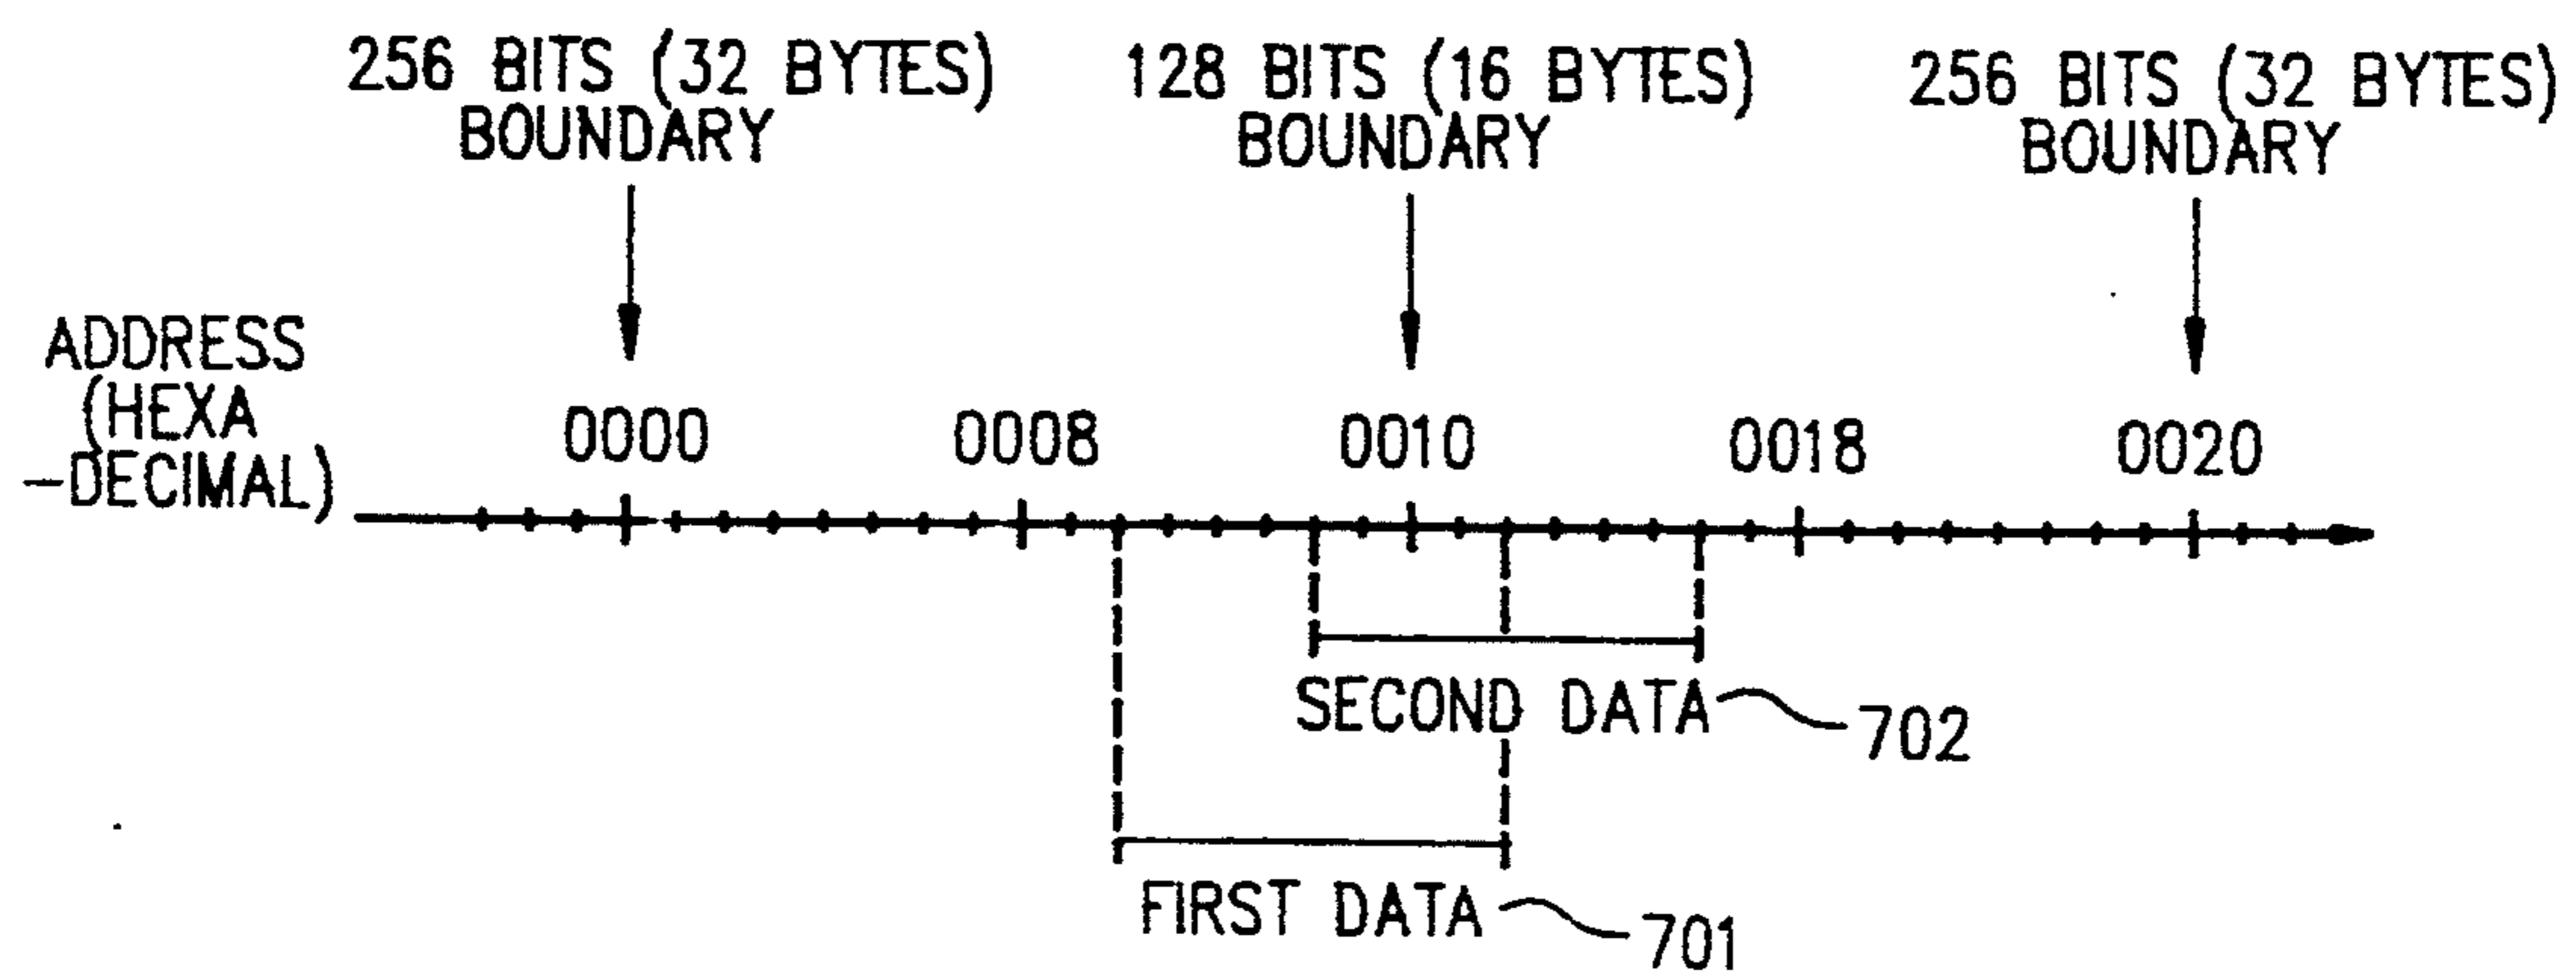 256 BITS (32 BYTES)
BOUNDARY
128 BITS (16 BYTES)
BOUNDARY
256 BITS (32 BYTES)
BOUNDARY
ADDRESS
(HEXA
-DECIMAL)
0000 0008 0010 0018 0020
SECOND DATA 702
FIRST DATA 701